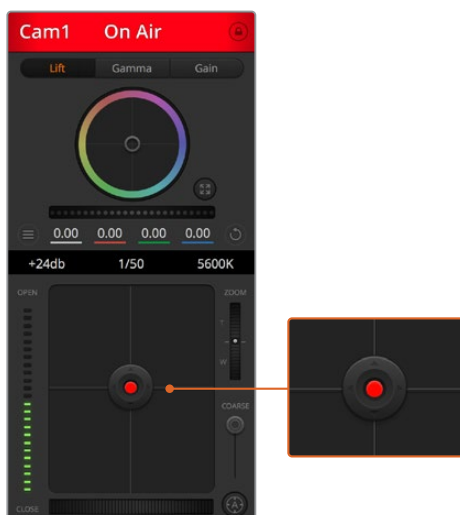 Cam1 On Air
Lift Gamma Gain
0.00 0.00 0.00 0.00
+24db 1/50 5600K
OPEN ZOOM
T
W
COARSE
A
CLOSE